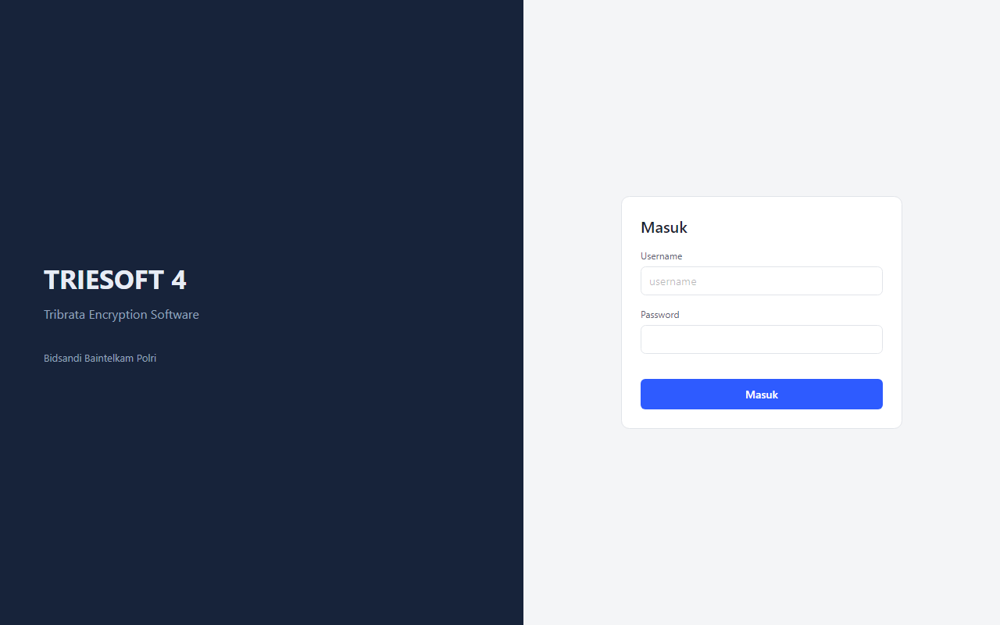 TRIESOFT 4
Tribrata Encryption Software
Bidsandi Baintelkam Polri
Masuk
Username
username
Password
Masuk